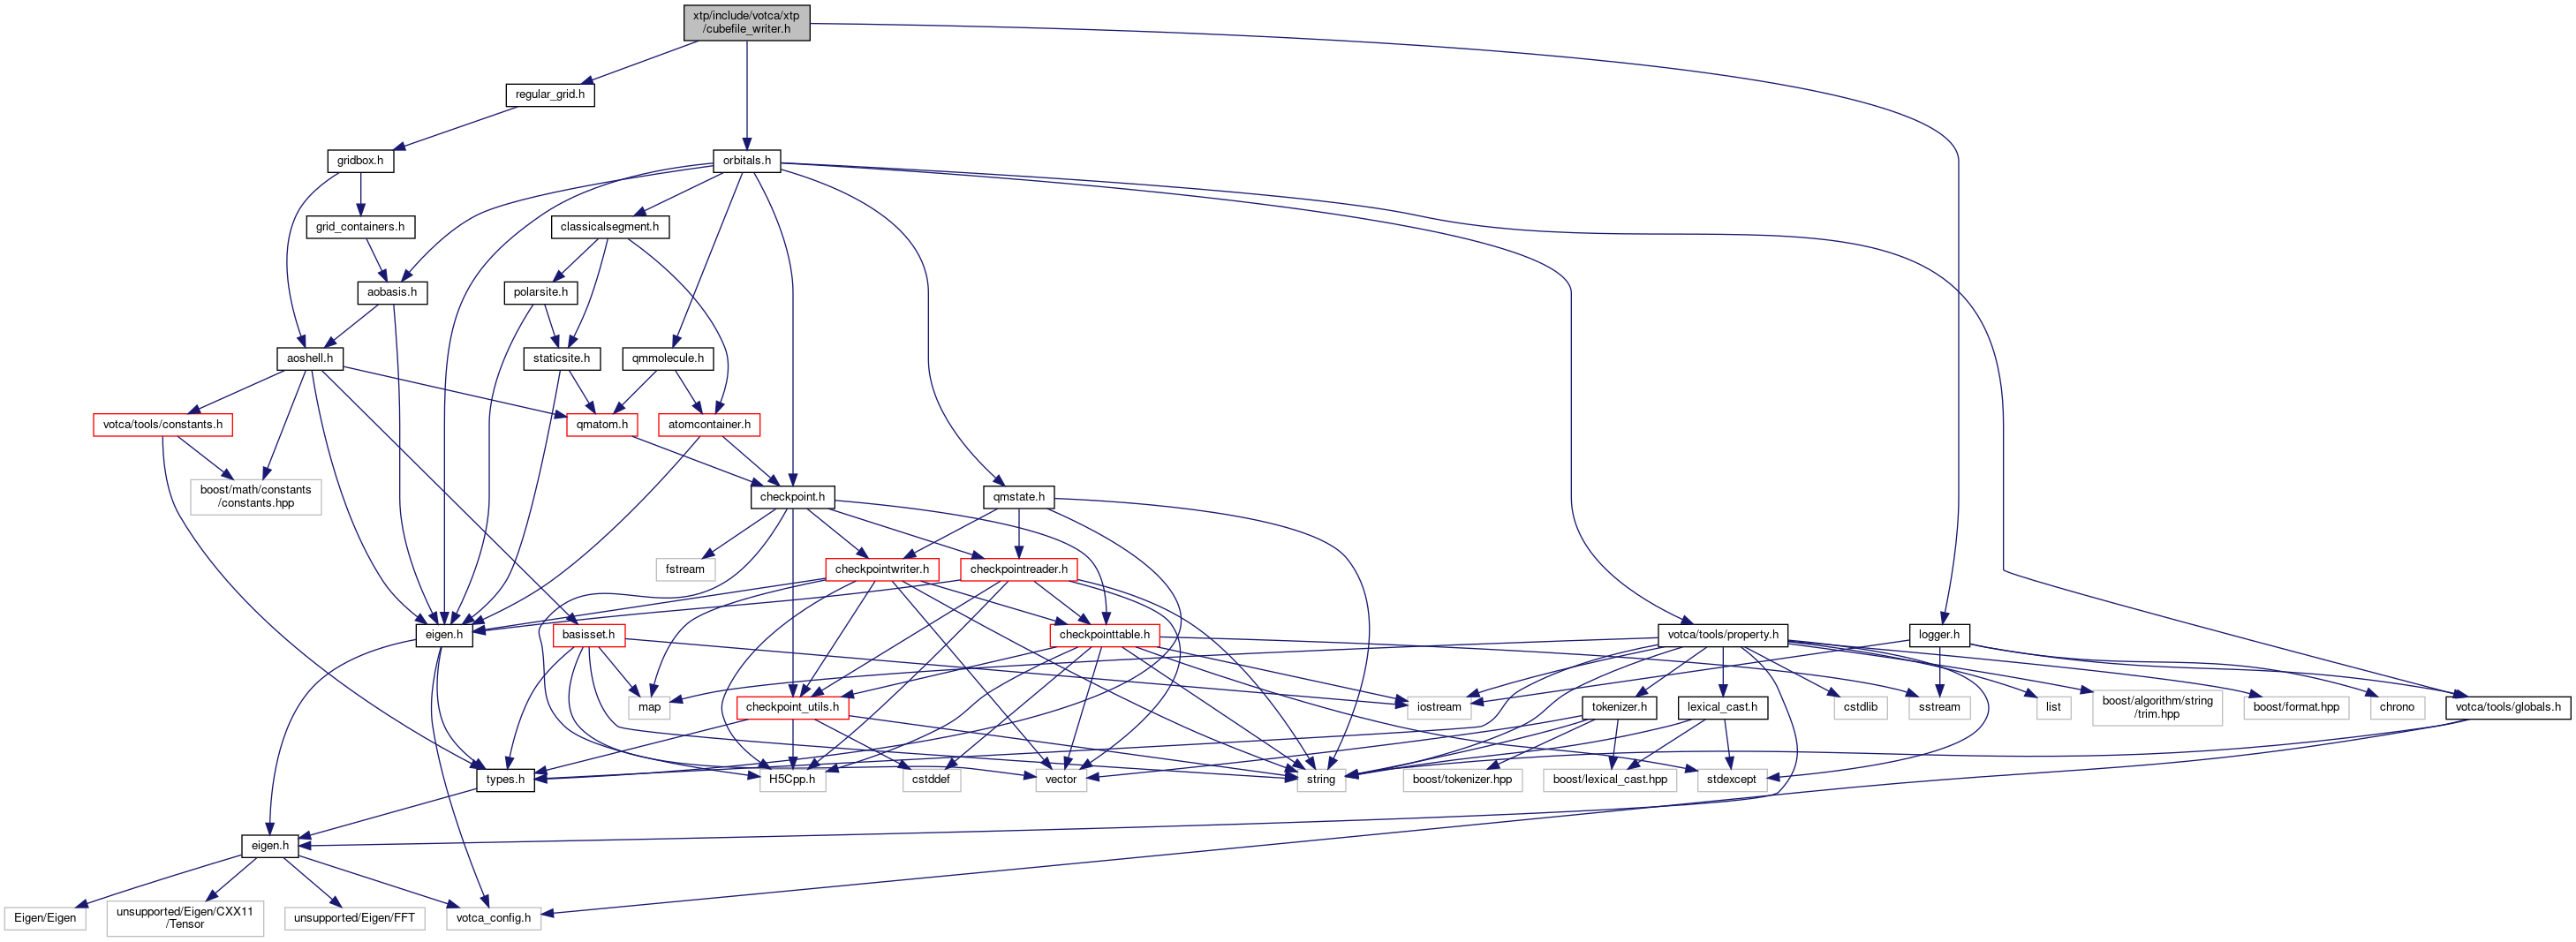 xtp/include/votca/xtp
/cubefile_writer.h
regular_grid.h
gridbox.h
orbitals.h
grid_containers.h
classicalsegment.h
aobasis.h
polarsite.h
aoshell.h
staticsite.h
qmmolecule.h
votca/tools/constants.h
qmatom.h
atomcontainer.h
boost/math/constants
/constants.hpp
checkpoint.h
qmstate.h
fstream
checkpointwriter.h
checkpointreader.h
eigen.h
basisset.h
checkpointtable.h
votca/tools/property.h
logger.h
map
checkpoint_utils.h
iostream
tokenizer.h
lexical_cast.h
cstdlib
sstream
list
boost/algorithm/string
/trim.hpp
boost/format.hpp
chrono
votca/tools/globals.h
types.h
H5Cpp.h
cstddef
vector
string
boost/tokenizer.hpp
boost/lexical_cast.hpp
stdexcept
eigen.h
Eigen/Eigen
unsupported/Eigen/CXX11
/Tensor
unsupported/Eigen/FFT
votca_config.h